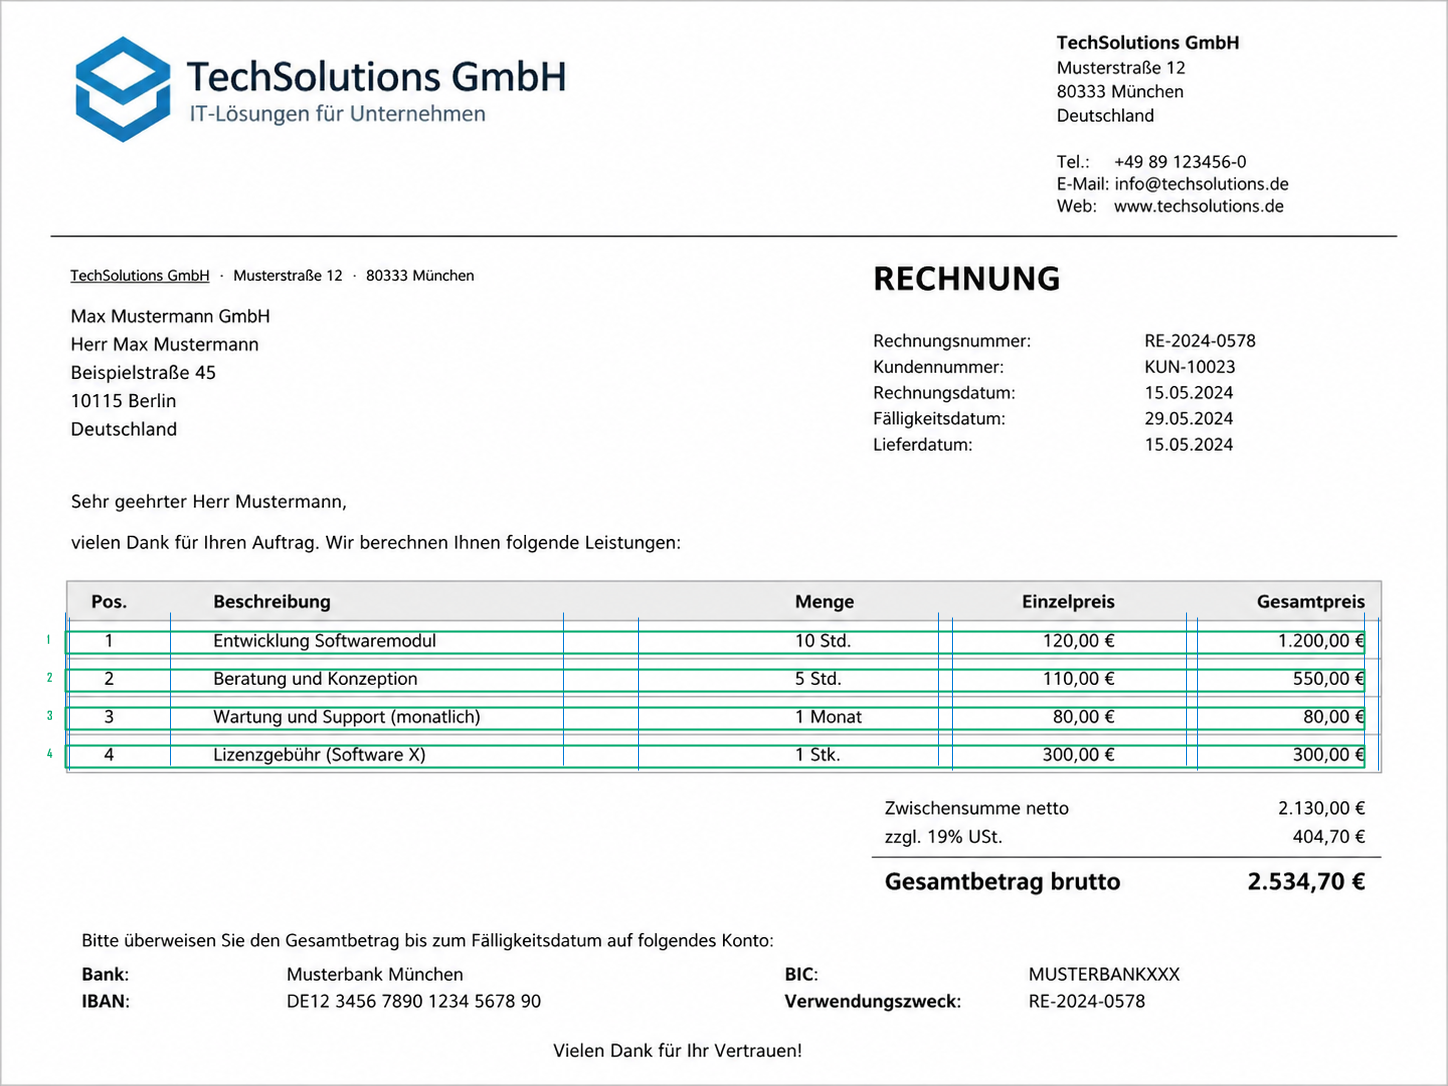 TechSolutions GmbH
IT-Lösungen für Unternehmen
TechSolutions GmbH
Musterstraße 12
80333 München
Deutschland
Tel.: +49 89 123456-0
E-Mail: info@techsolutions.de
Web: www.techsolutions.de
TechSolutions GmbH · Musterstraße 12 · 80333 München
Max Mustermann GmbH
Herr Max Mustermann
Beispielstraße 45
10115 Berlin
Deutschland
RECHNUNG
Rechnungsnummer: RE-2024-0578
Kundennummer: KUN-10023
Rechnungsdatum: 15.05.2024
Fälligkeitsdatum: 29.05.2024
Lieferdatum: 15.05.2024
Sehr geehrter Herr Mustermann,
vielen Dank für Ihren Auftrag. Wir berechnen Ihnen folgende Leistungen:
Pos. Beschreibung Menge Einzelpreis Gesamtpreis
1 1 Entwicklung Softwaremodul 10 Std. 120,00 € 1.200,00 €
2 2 Beratung und Konzeption 5 Std. 110,00 € 550,00 €
3 3 Wartung und Support (monatlich) 1 Monat 80,00 € 80,00 €
4 4 Lizenzgebühr (Software X) 1 Stk. 300,00 € 300,00 €
Zwischensumme netto 2.130,00 €
zzgl. 19% USt. 404,70 €
Gesamtbetrag brutto 2.534,70 €
Bitte überweisen Sie den Gesamtbetrag bis zum Fälligkeitsdatum auf folgendes Konto:
Bank: Musterbank München BIC: MUSTERBANKXXX
IBAN: DE12 3456 7890 1234 5678 90 Verwendungszweck: RE-2024-0578
Vielen Dank für Ihr Vertrauen!